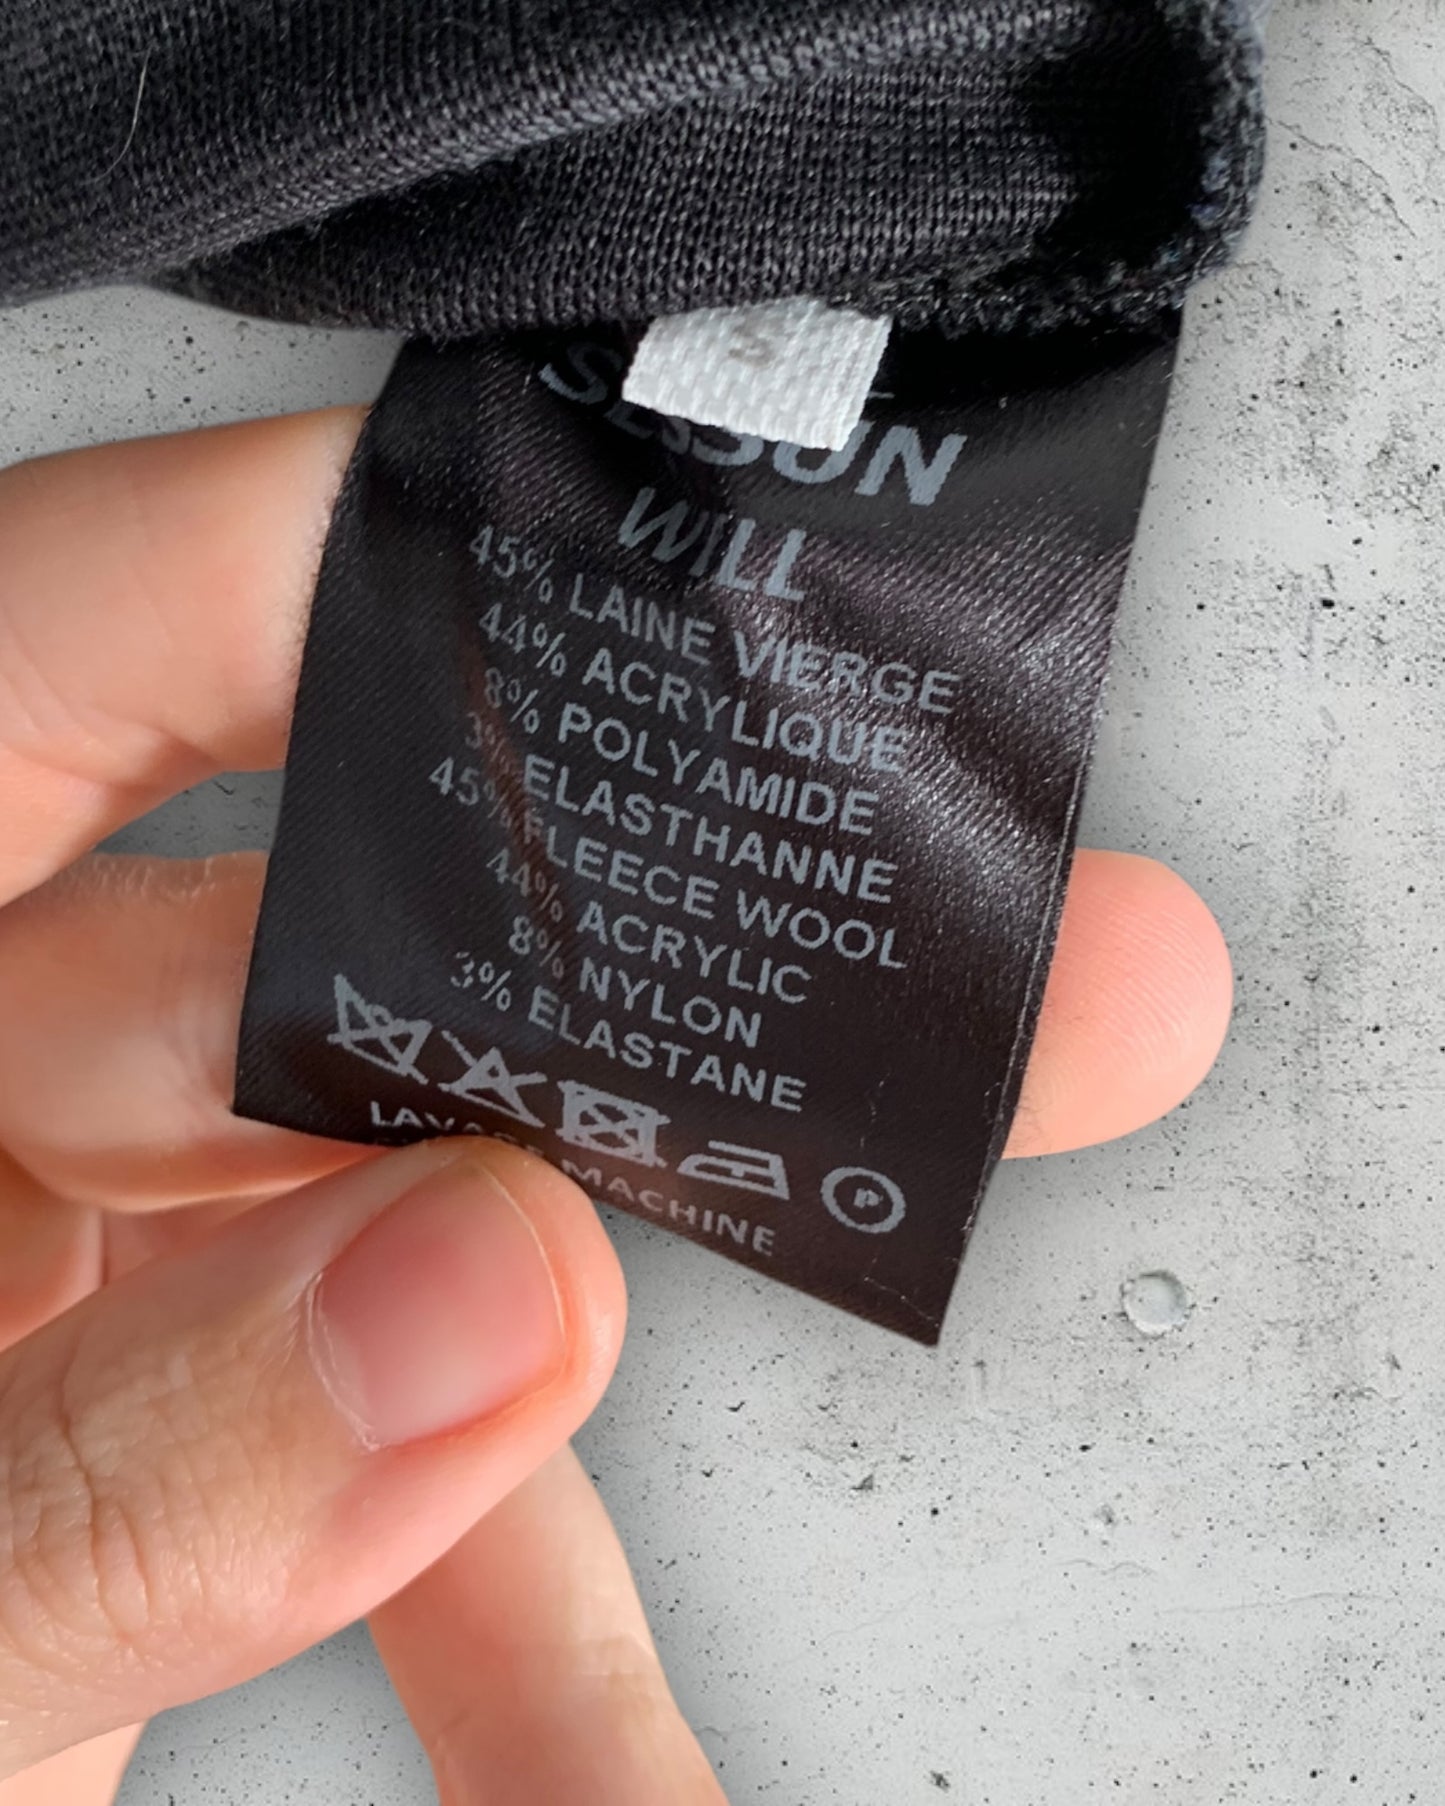 S
SESSUN
WILL
45% LAINE VIERGE
44% ACRYLIQUE
8% POLYAMIDE
3% ELASTHANNE
45% FLEECE WOOL
44% ACRYLIC
8% NYLON
3% ELASTANE
P
LAVAGE MACHINE